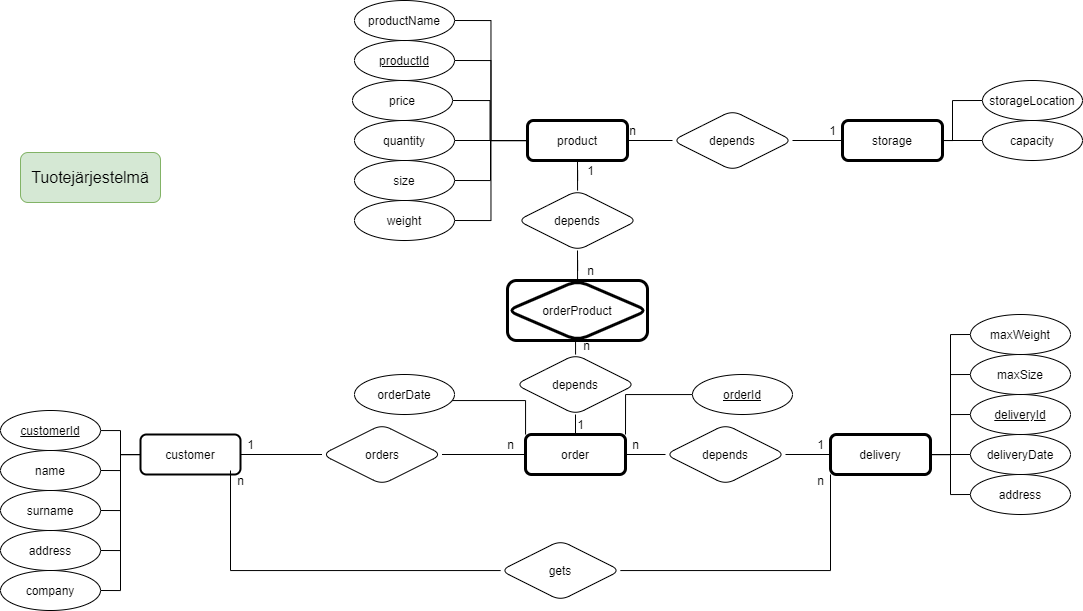 productName
productId
price
quantity
size
weight
product
n
depends
1
storage
storageLocation
capacity
Tuotejärjestelmä
1
depends
n
orderProduct
n
depends
1
orderDate
orderId
maxWeight
maxSize
deliveryId
deliveryDate
address
customerId
name
surname
address
company
customer
1
orders
n
order
n
depends
1
delivery
n
gets
n